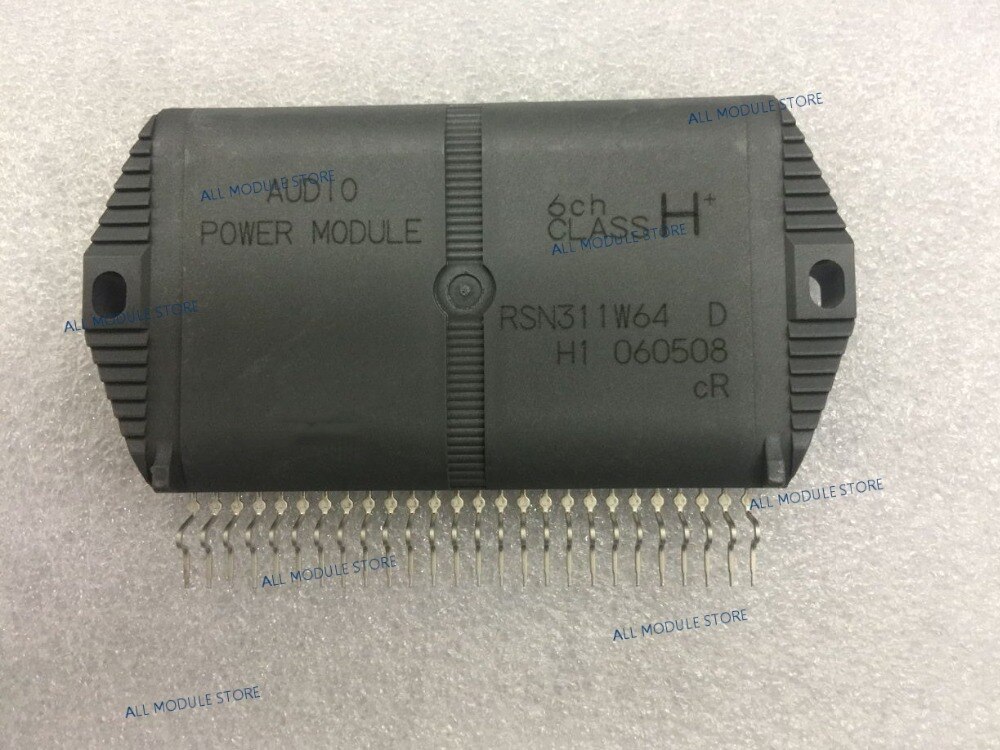 ALL MODULE STORE
ALL MODULE STORE
AUDIO
POWER MODULE
6ch
CLASS H+
ALL MODULE STORE
ALL MODULE STORE
RSN311W64 D
H1 060508
cR
ALL MODULE STORE
ALL MODULE STORE
ALL MODULE STORE
ALL MODULE STORE